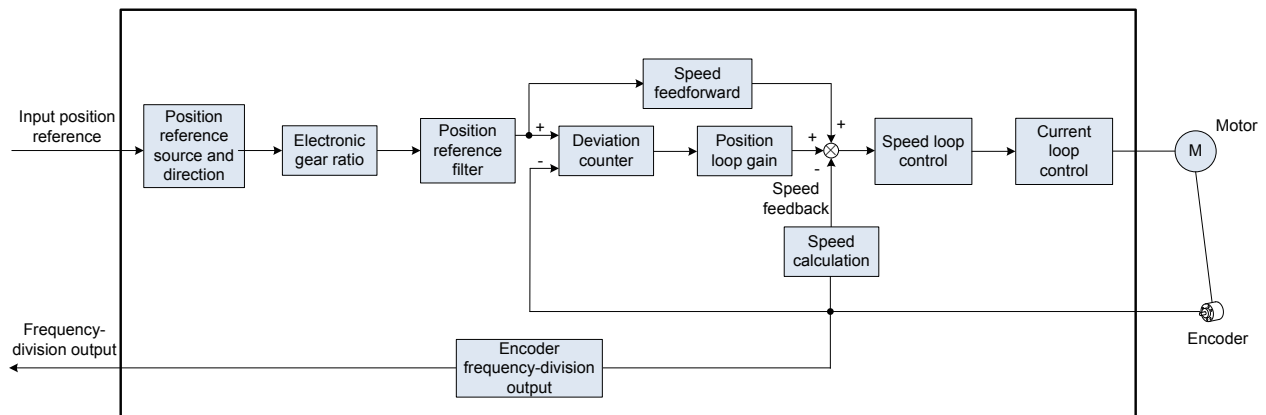 Input position
reference
Position
reference
source and
direction
Electronic
gear ratio
Position
reference
filter
+
-
Speed
feedforward
Deviation
counter
Position
loop gain
+
+
-
Speed
feedback
Speed
calculation
Speed loop
control
Current
loop
control
Motor
M
Encoder
Frequency-
division output
Encoder
frequency-division
output